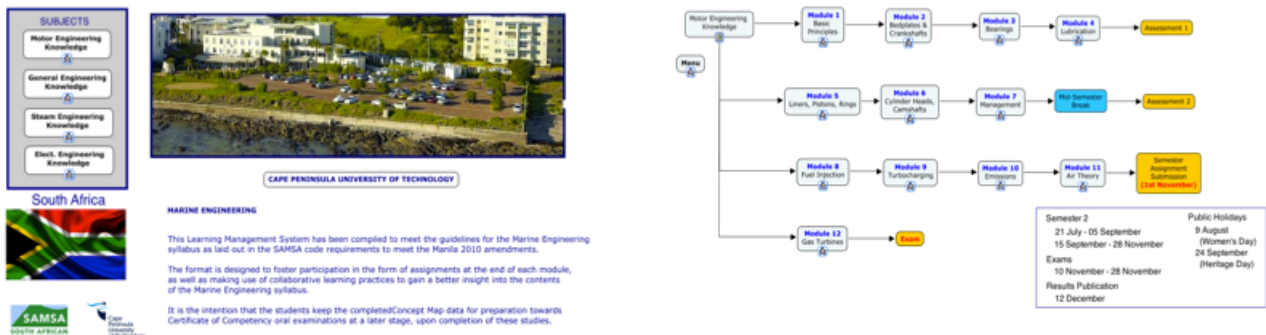 SUBJECTS
Motor Engineering
Knowledge
General Engineering
Knowledge
Steam Engineering
Knowledge
Elect. Engineering
Knowledge
South Africa
SAMSA
SOUTH AFRICAN
Cape
Peninsula
University
CAPE PENINSULA UNIVERSITY OF TECHNOLOGY
MARINE ENGINEERING
This Learning Management System has been compiled to meet the guidelines for the Marine Engineering
syllabus as laid out in the SAMSA code requirements to meet the Manila 2010 amendments.
The format is designed to foster participation in the form of assignments at the end of each module,
as well as making use of collaborative learning practices to gain a better insight into the contents
of the Marine Engineering syllabus.
It is the intention that the students keep the completedConcept Map data for preparation towards
Certificate of Competency oral examinations at a later stage, upon completion of these studies.
Motor Engineering
Knowledge
Menu
Module 1
Basic
Principles
Module 2
Bedplates &
Crankshafts
Module 3
Bearings
Module 4
Lubrication
Assessment 1
Module 5
Liners, Pistons, Rings
Module 6
Cylinder Heads,
Camshafts
Module 7
Management
Mid-Semester
Break
Assessment 2
Module 8
Fuel Injection
Module 9
Turbocharging
Module 10
Emissions
Module 11
Air Theory
Semester
Assignment
Submission
(1st November)
Module 12
Gas Turbines
Exam
Semester 2
21 July - 05 September
15 September - 28 November
Exams
10 November - 28 November
Results Publication
12 December
Public Holidays
9 August
(Women's Day)
24 September
(Heritage Day)